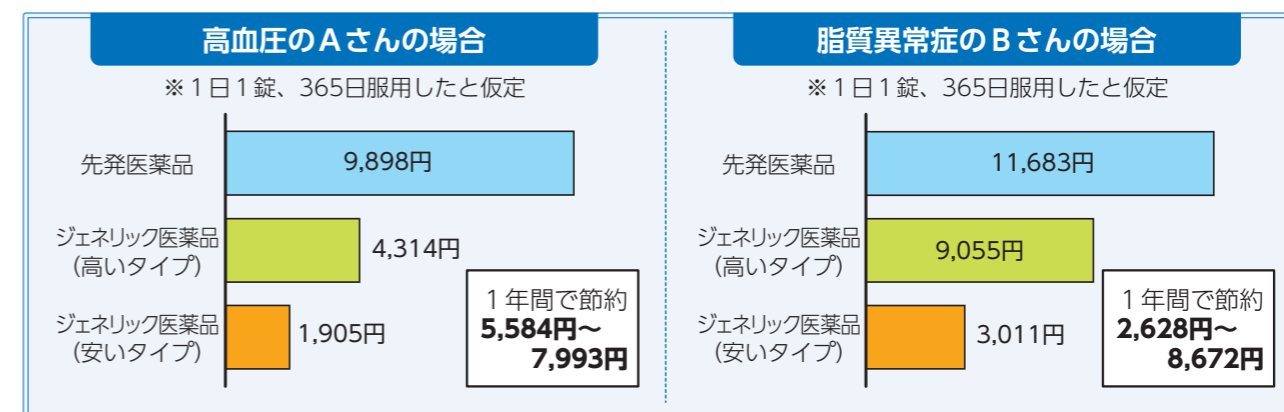 高血圧のAさんの場合
※1日1錠、365日服用したと仮定
先発医薬品
9,898円
ジェネリック医薬品
(高いタイプ)
4,314円
ジェネリック医薬品
(安いタイプ)
1,905円
1年間で節約
5,584円〜
7,993円
脂質異常症のBさんの場合
※1日1錠、365日服用したと仮定
先発医薬品
11,683円
ジェネリック医薬品
(高いタイプ)
9,055円
ジェネリック医薬品
(安いタイプ)
3,011円
1年間で節約
2,628円〜
8,672円